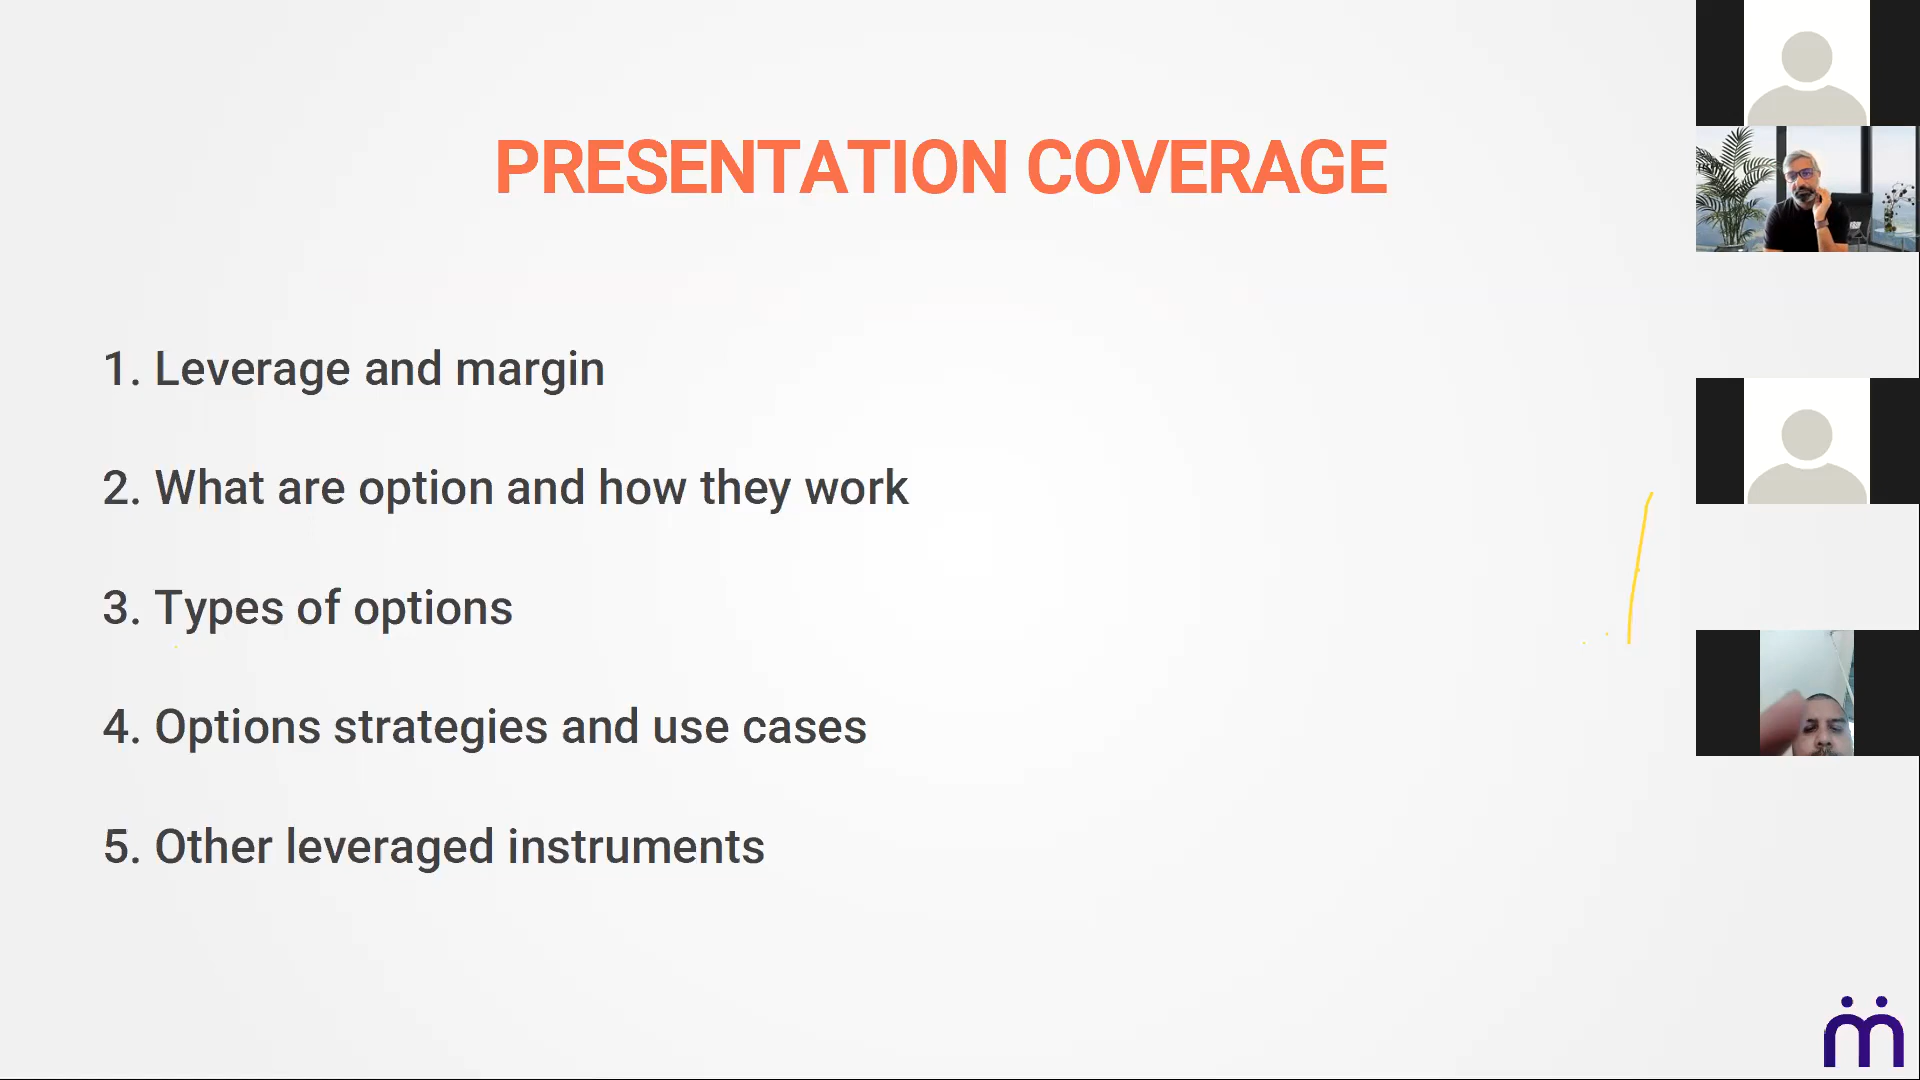 PRESENTATION COVERAGE
1. Leverage and margin
2. What are option and how they work
3. Types of options
4. Options strategies and use cases
5. Other leveraged instruments